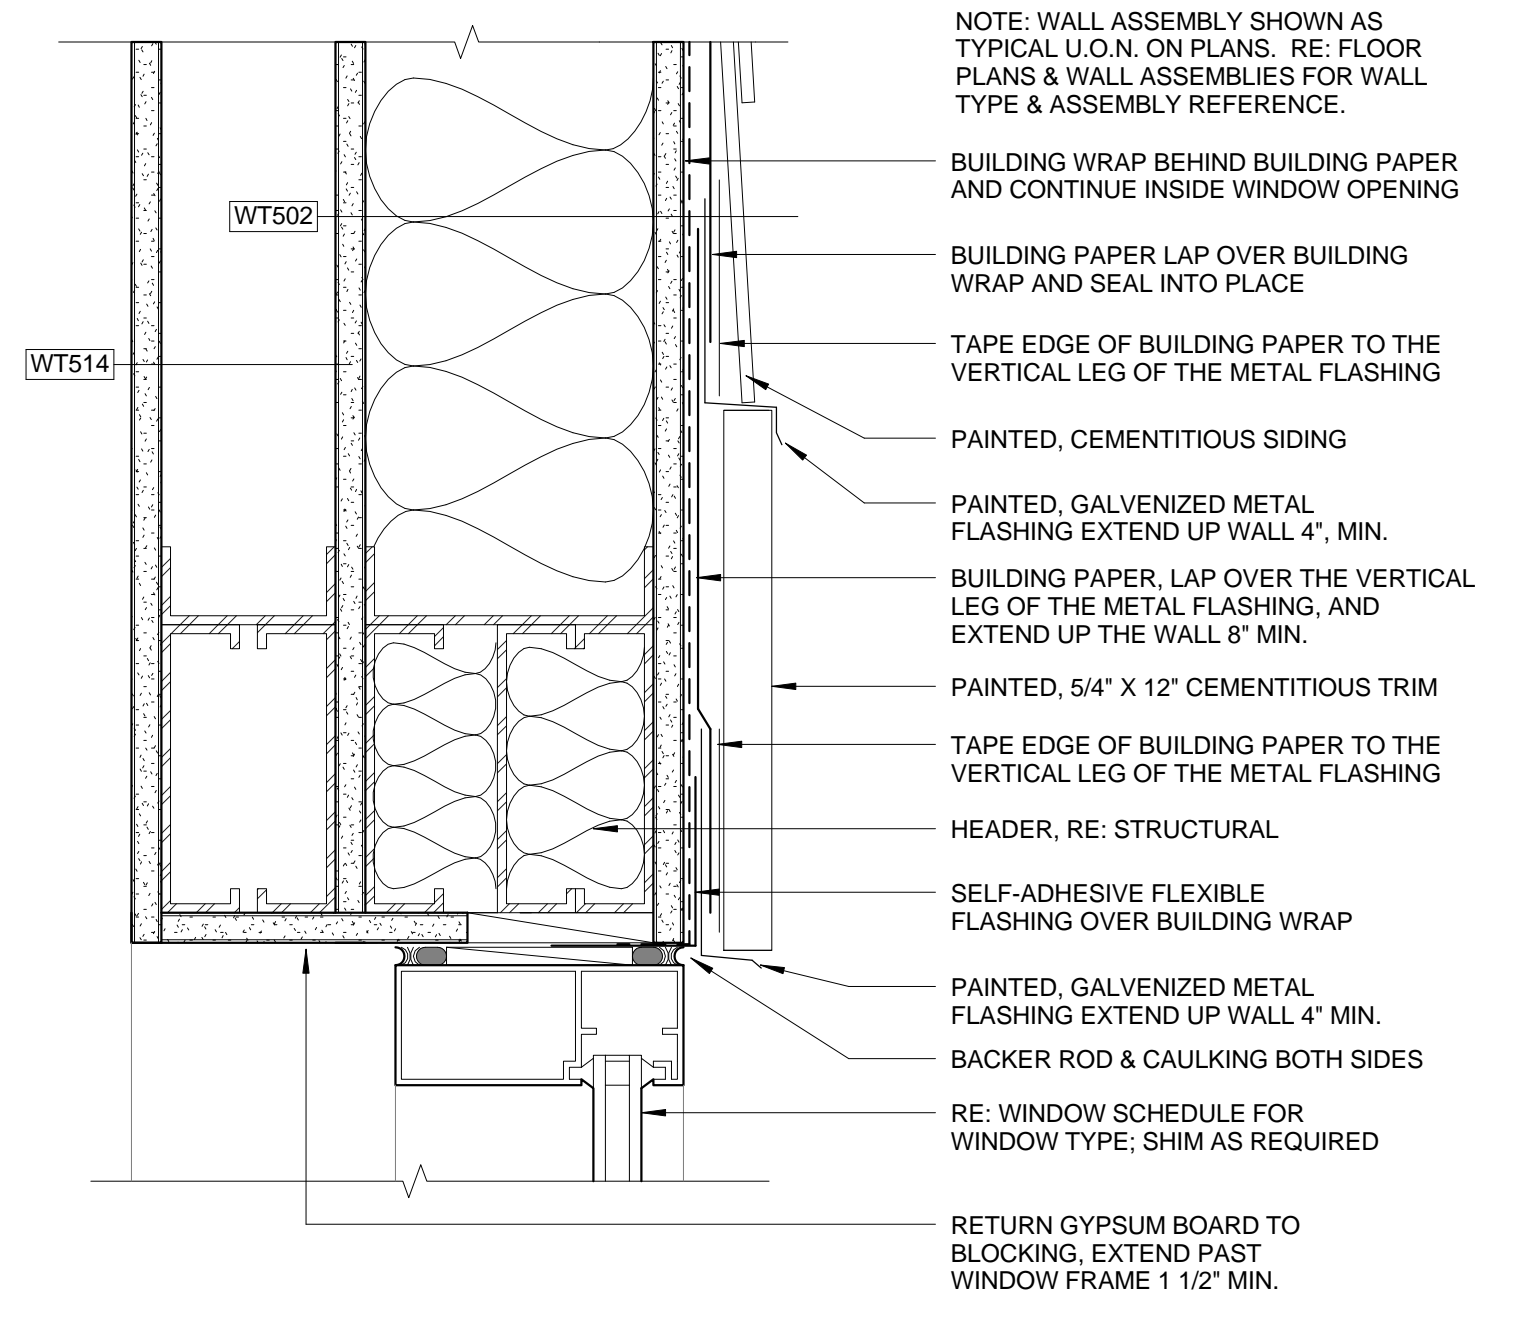 NOTE: WALL ASSEMBLY SHOWN AS
TYPICAL U.O.N. ON PLANS. RE: FLOOR
PLANS & WALL ASSEMBLIES FOR WALL
TYPE & ASSEMBLY REFERENCE.
BUILDING WRAP BEHIND BUILDING PAPER
AND CONTINUE INSIDE WINDOW OPENING
WT502
BUILDING PAPER LAP OVER BUILDING
WRAP AND SEAL INTO PLACE
TAPE EDGE OF BUILDING PAPER TO THE
VERTICAL LEG OF THE METAL FLASHING
WT514
PAINTED, CEMENTITIOUS SIDING
PAINTED, GALVENIZED METAL
FLASHING EXTEND UP WALL 4", MIN.
BUILDING PAPER, LAP OVER THE VERTICAL
LEG OF THE METAL FLASHING, AND
EXTEND UP THE WALL 8" MIN.
PAINTED, 5/4" X 12" CEMENTITIOUS TRIM
TAPE EDGE OF BUILDING PAPER TO THE
VERTICAL LEG OF THE METAL FLASHING
HEADER, RE: STRUCTURAL
SELF-ADHESIVE FLEXIBLE
FLASHING OVER BUILDING WRAP
PAINTED, GALVENIZED METAL
FLASHING EXTEND UP WALL 4" MIN.
BACKER ROD & CAULKING BOTH SIDES
RE: WINDOW SCHEDULE FOR
WINDOW TYPE; SHIM AS REQUIRED
RETURN GYPSUM BOARD TO
BLOCKING, EXTEND PAST
WINDOW FRAME 1 1/2" MIN.